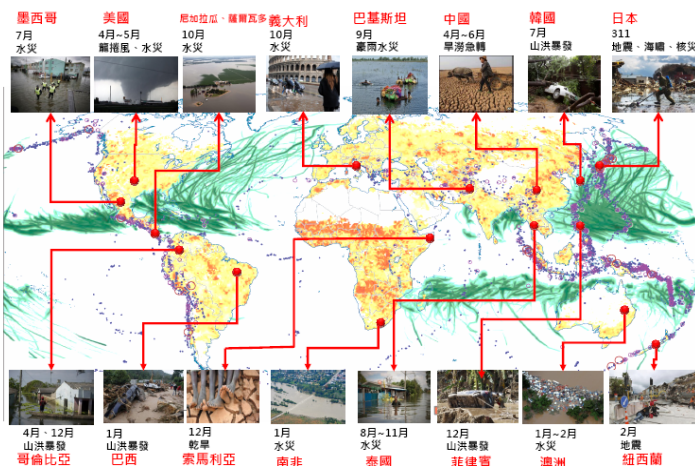 墨西哥
7月
水災
美國
4月~5月
龍捲風、水災
尼加拉瓜、薩爾瓦多
10月
水災
義大利
10月
水災
巴基斯坦
9月
豪雨水災
中國
4月~6月
旱澇急轉
韓國
7月
山洪暴發
日本
311
地震、海嘯、核災
4月、12月
山洪暴發
哥倫比亞
1月
山洪暴發
巴西
12月
乾旱
索馬利亞
1月
水災
南非
8月~11月
水災
泰國
12月
山洪暴發
菲律賓
1月~2月
水災
澳洲
2月
地震
紐西蘭